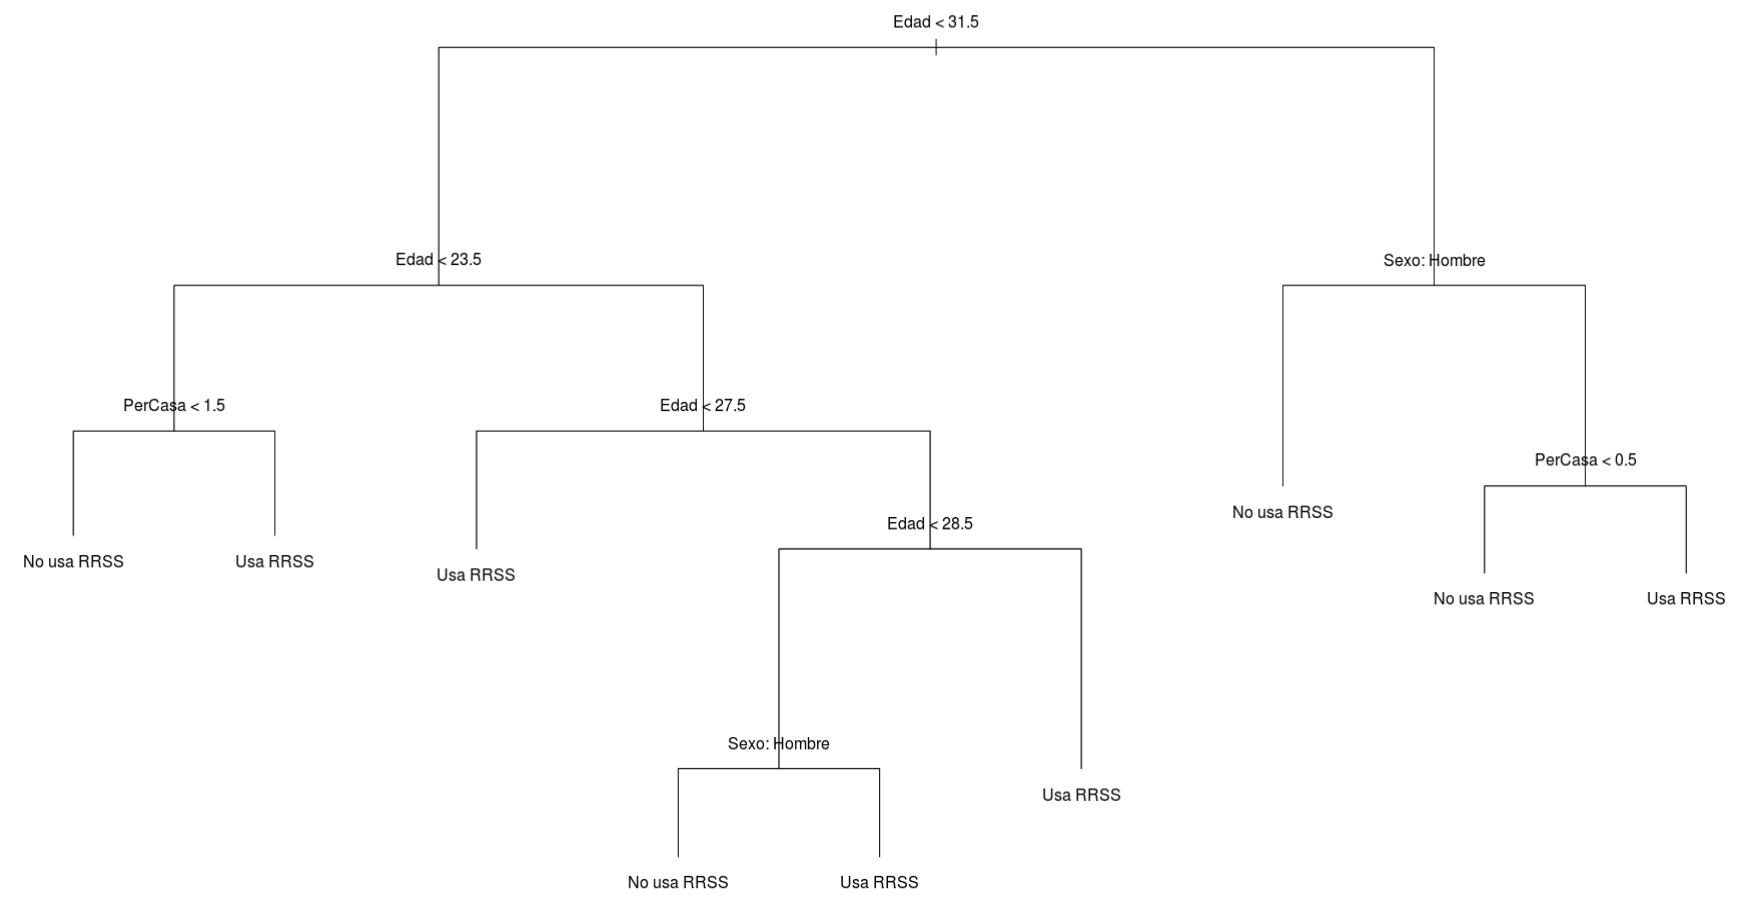 Edad < 31.5
Edad < 23.5
Sexo: Hombre
PerCasa < 1.5
Edad < 27.5
PerCasa < 0.5
No usa RRSS
Edad < 28.5
No usa RRSS
Usa RRSS
Usa RRSS
No usa RRSS
Usa RRSS
Sexo: Hombre
Usa RRSS
No usa RRSS
Usa RRSS